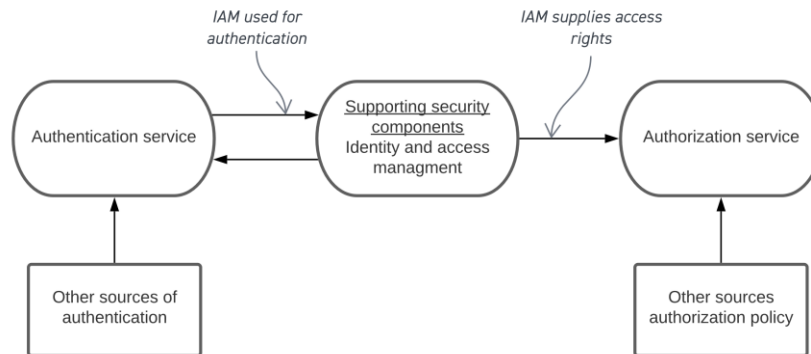 IAM used for
authentication
IAM supplies access
rights
Authentication service
Supporting security
components
Identity and access
managment
Authorization service
Other sources of
authentication
Other sources
authorization policy